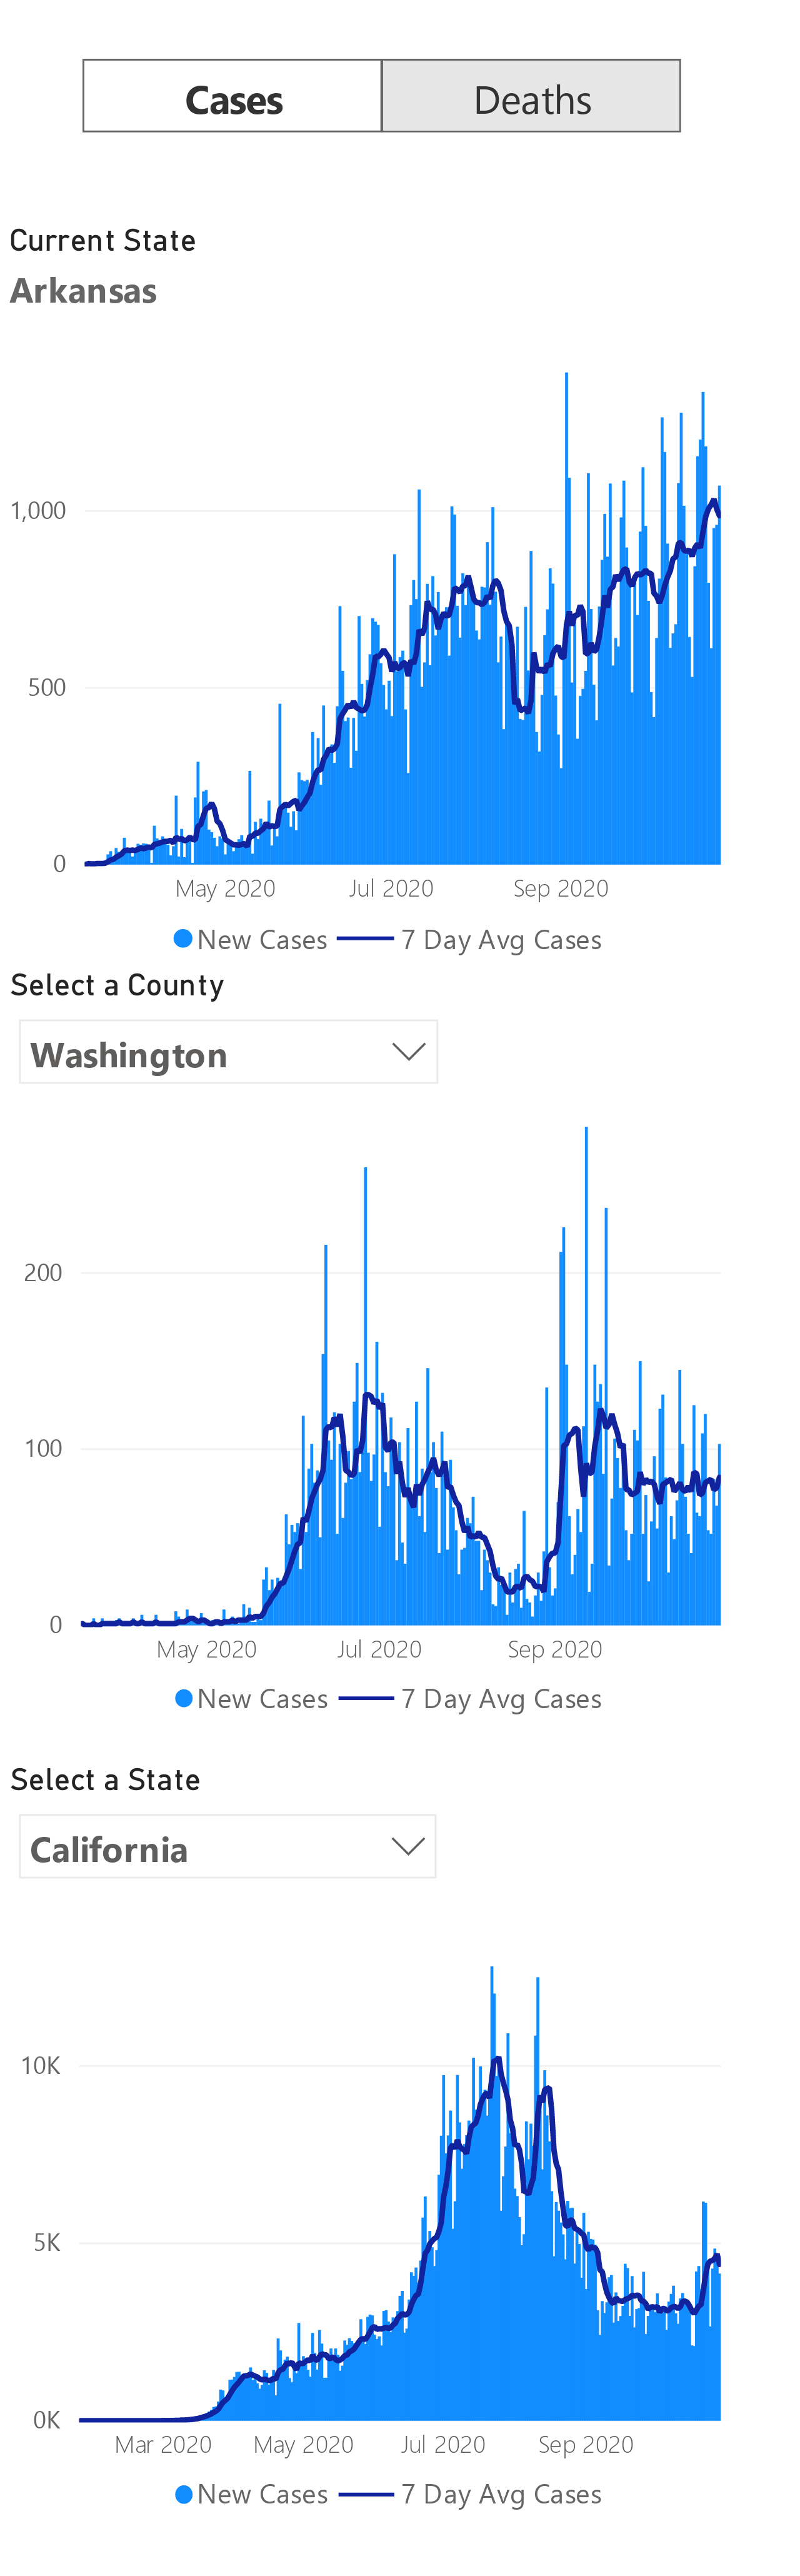 Cases Deaths
Current State
Arkansas
1,000
500
0
May 2020 Jul 2020 Sep 2020
New Cases 7 Day Avg Cases
Select a County
Washington
200
100
0
May 2020 Jul 2020 Sep 2020
New Cases 7 Day Avg Cases
Select a State
California
10K
5K
0K
Mar 2020 May 2020 Jul 2020 Sep 2020
New Cases 7 Day Avg Cases